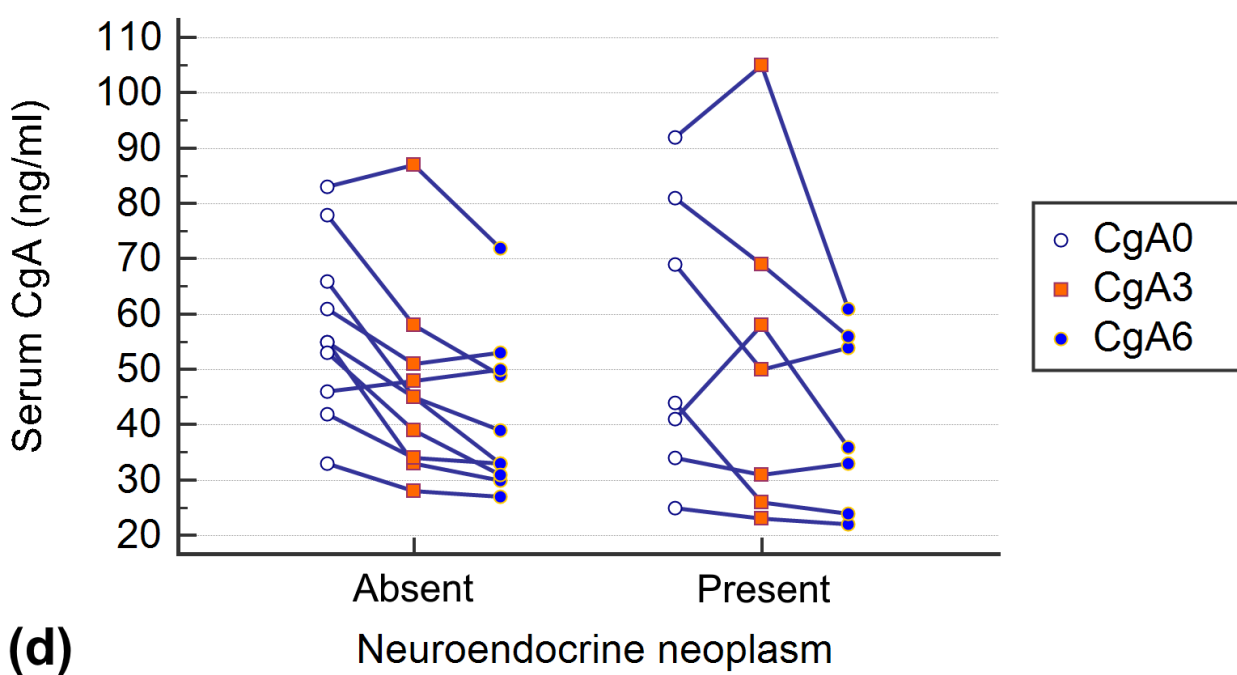 Serum CgA (ng/ml)
110
100
90
80
70
60
50
40
30
20
Absent
Present
Neuroendocrine neoplasm
(d)
CgA0
CgA3
CgA6